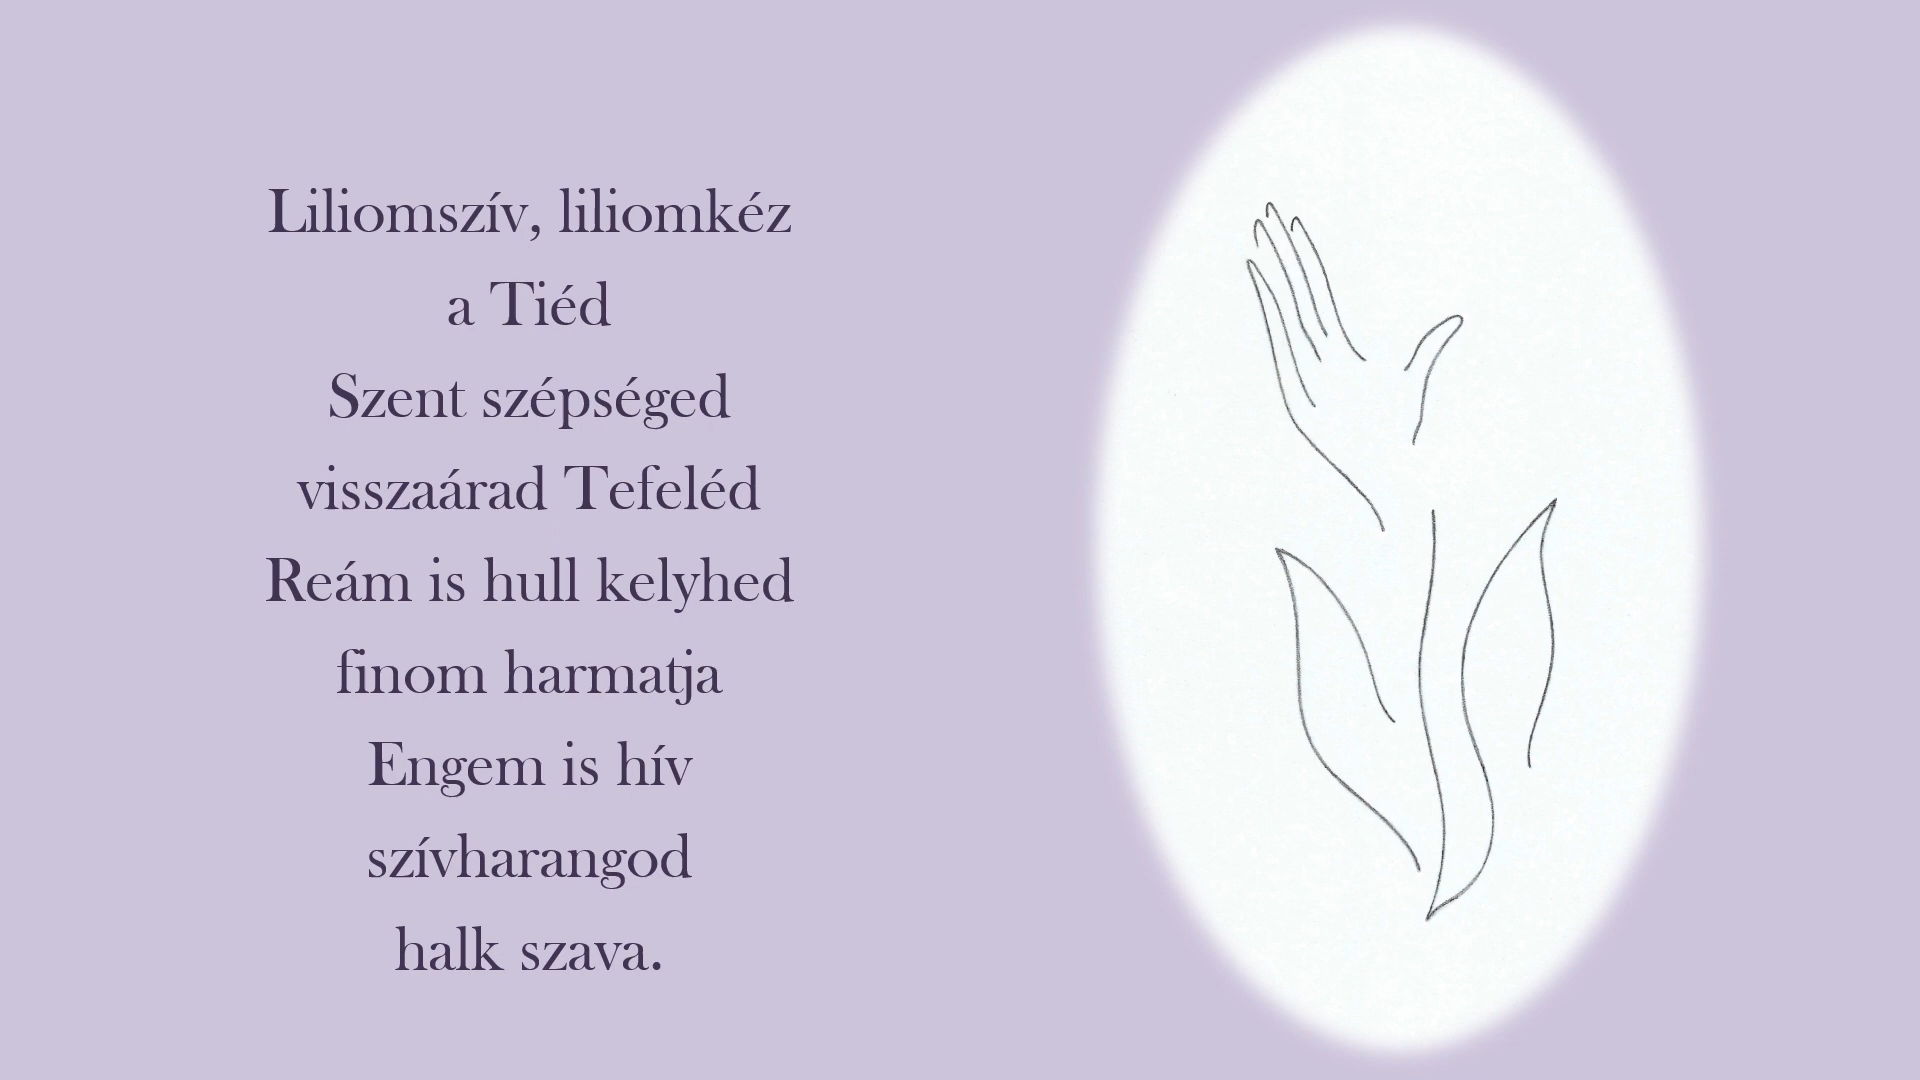 Liliomszív, liliomkéz
a Tiéd
Szent szépséged
visszaárad Tefeléd
Reám is hull kelyhed
finom harmatja
Engem is hív
szívharangod
halk szava.